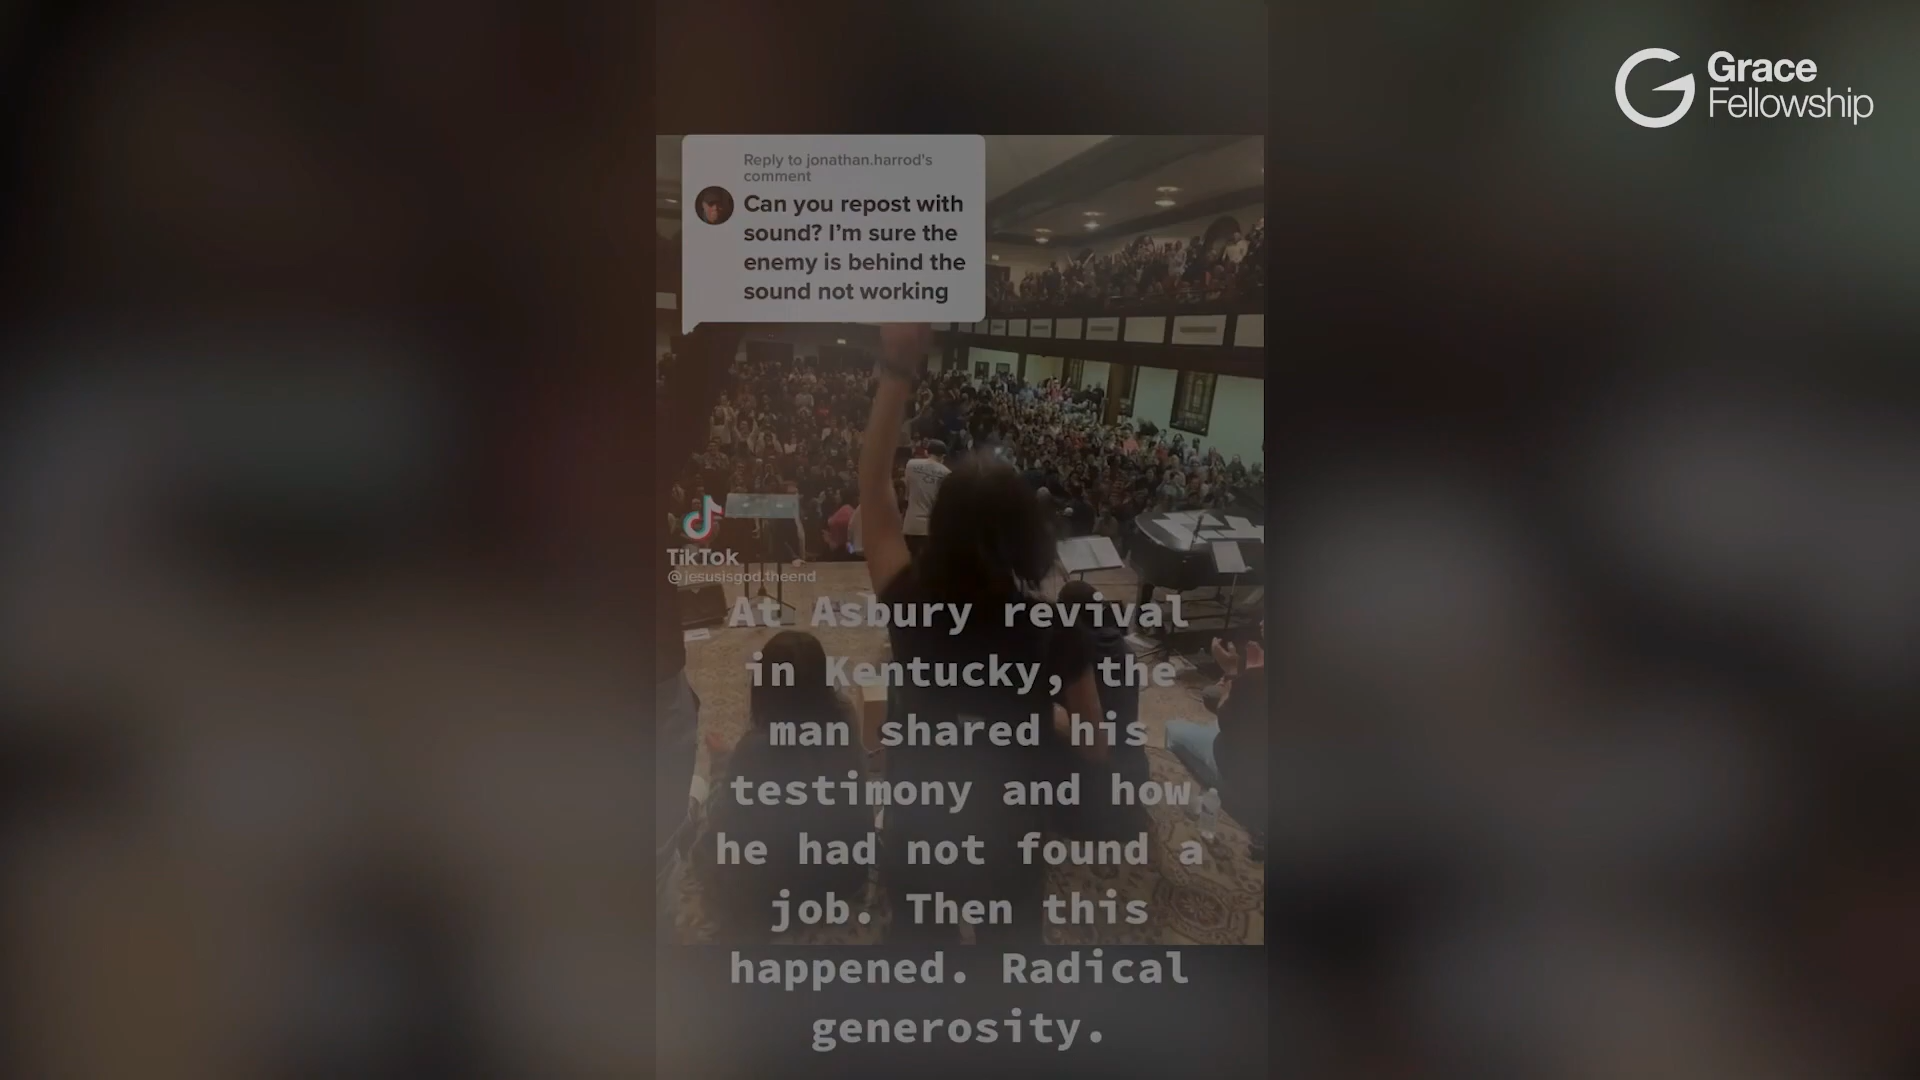 Grace
Fellowship
Reply to jonathan.harrod's
comment
Can you repost with
sound? I'm sure the
enemy is behind the
sound not working
TikTok
@jesusisgod.theend
At Asbury revival
in Kentucky, the
man shared his
testimony and how
he had not found a
job. Then this
happened. Radical
generosity.